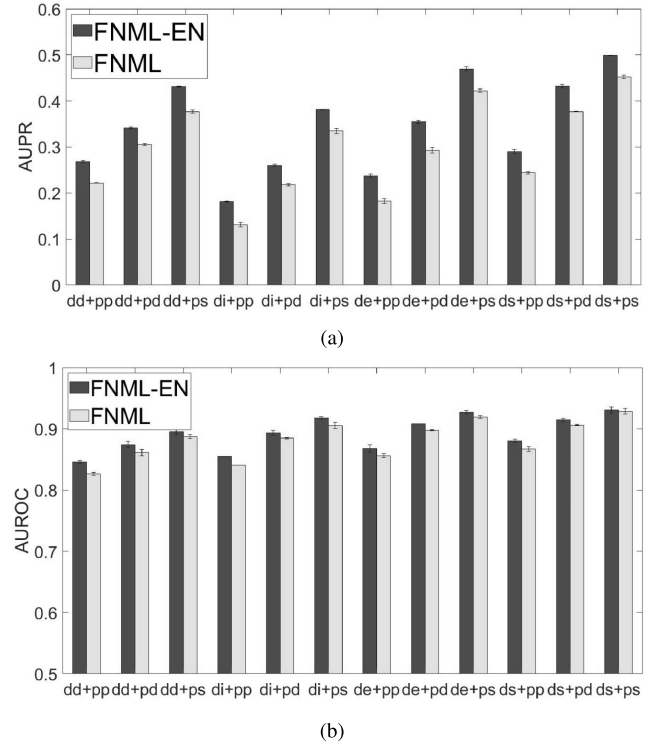 0.6
FNML-EN
FNML
0.5
0.4
AUPR
0.3
0.2
0.1
0
dd+pp dd+pd dd+ps di+pp di+pd di+ps de+pp de+pd de+ps ds+pp ds+pd ds+ps
(a)
1
FNML-EN
FNML
0.9
0.8
AUROC
0.7
0.6
0.5
dd+pp dd+pd dd+ps di+pp di+pd di+ps de+pp de+pd de+ps ds+pp ds+pd ds+ps
(b)